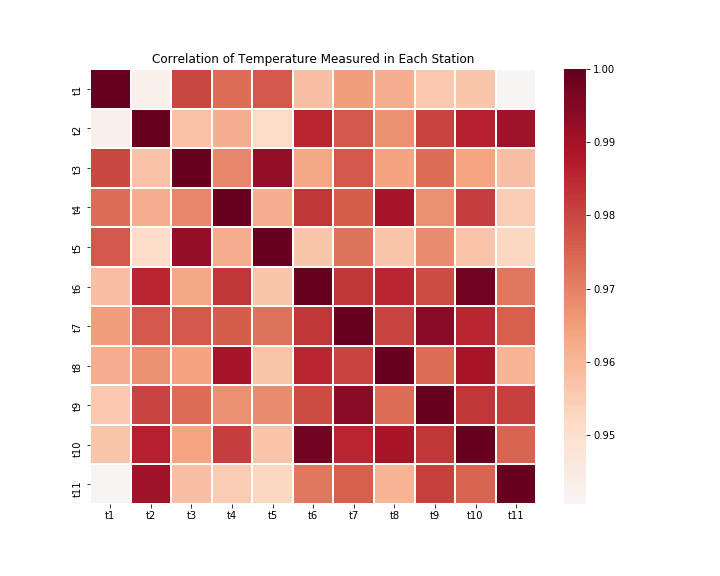 Correlation of Temperature Measured in Each Station
t1
t2
t3
t4
t5
t6
t7
t8
t9
t10
t11
t1 t2 t3 t4 t5 t6 t7 t8 t9 t10 t11
1.00
0.99
0.98
0.97
0.96
0.95